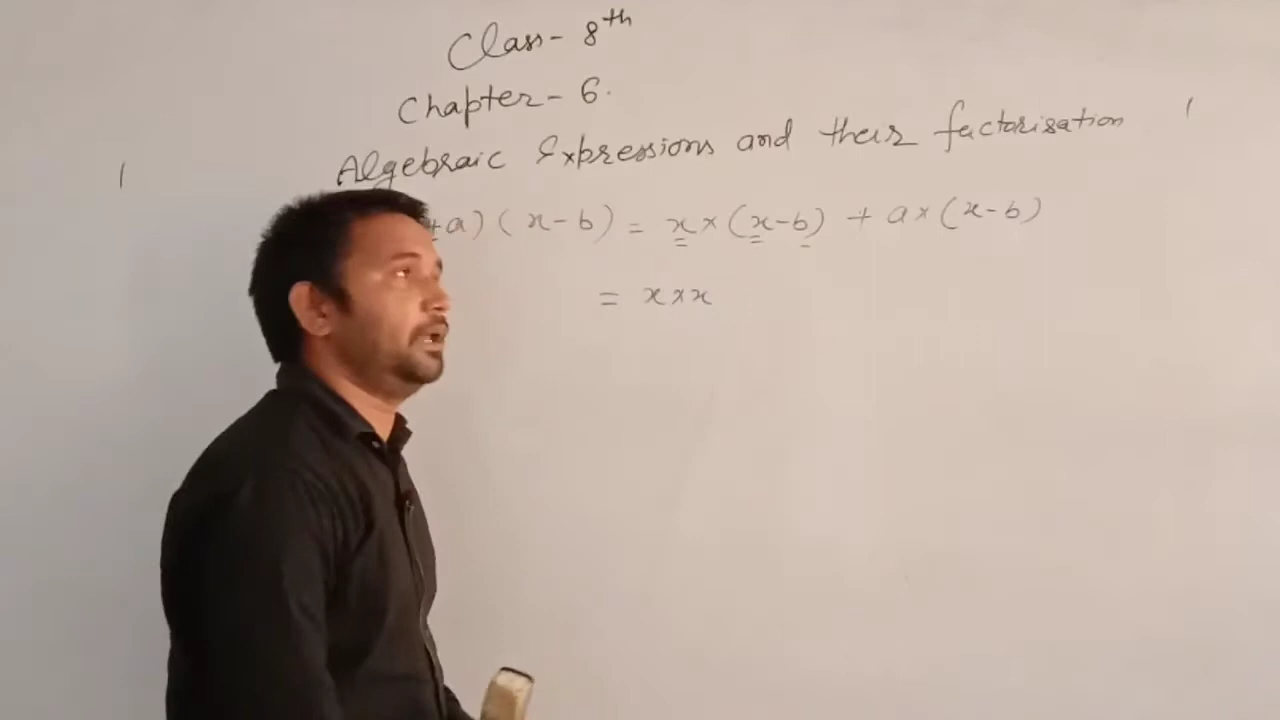 Class - 8th
Chapter - 6.
Algebraic Expressions and their factorisation
+a) (x-b) = x×(x-b) + a×(x-b)
= x×x